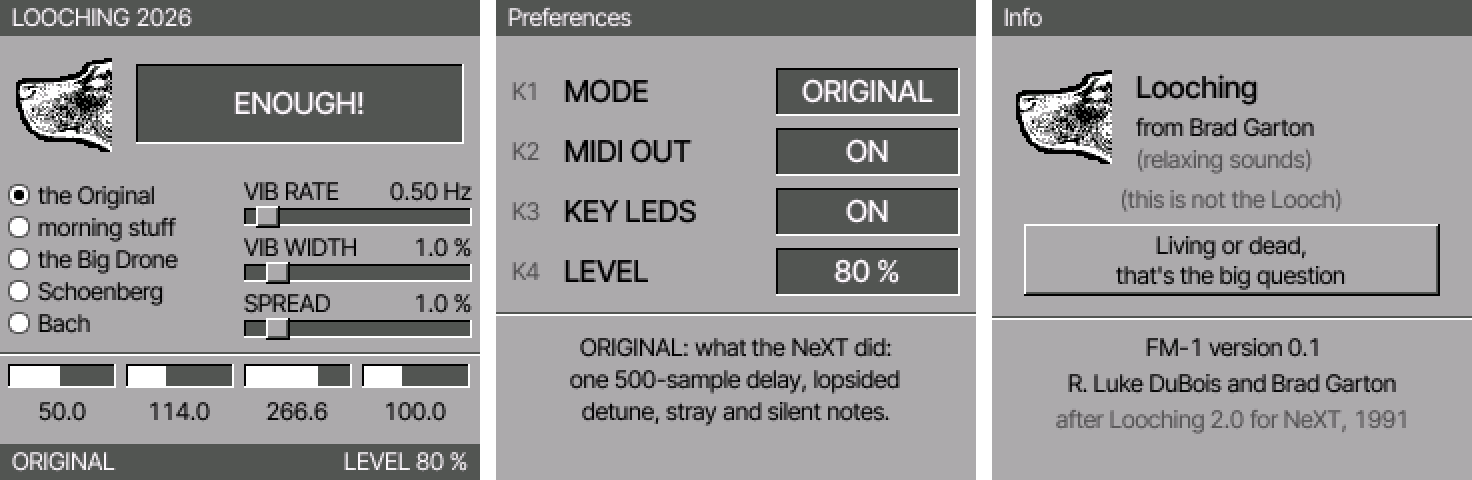 LOOCHING 2026
ENOUGH!
the Original
morning stuff
the Big Drone
Schoenberg
Bach
VIB RATE 0.50 Hz
VIB WIDTH 1.0 %
SPREAD 1.0 %
50.0 114.0 266.6 100.0
ORIGINAL LEVEL 80 %
Preferences
K1 MODE ORIGINAL
K2 MIDI OUT ON
K3 KEY LEDS ON
K4 LEVEL 80 %
ORIGINAL: what the NeXT did:
one 500-sample delay, lopsided
detune, stray and silent notes.
Info
Looching
from Brad Garton
(relaxing sounds)
(this is not the Looch)
Living or dead,
that's the big question
FM-1 version 0.1
R. Luke DuBois and Brad Garton
after Looching 2.0 for NeXT, 1991